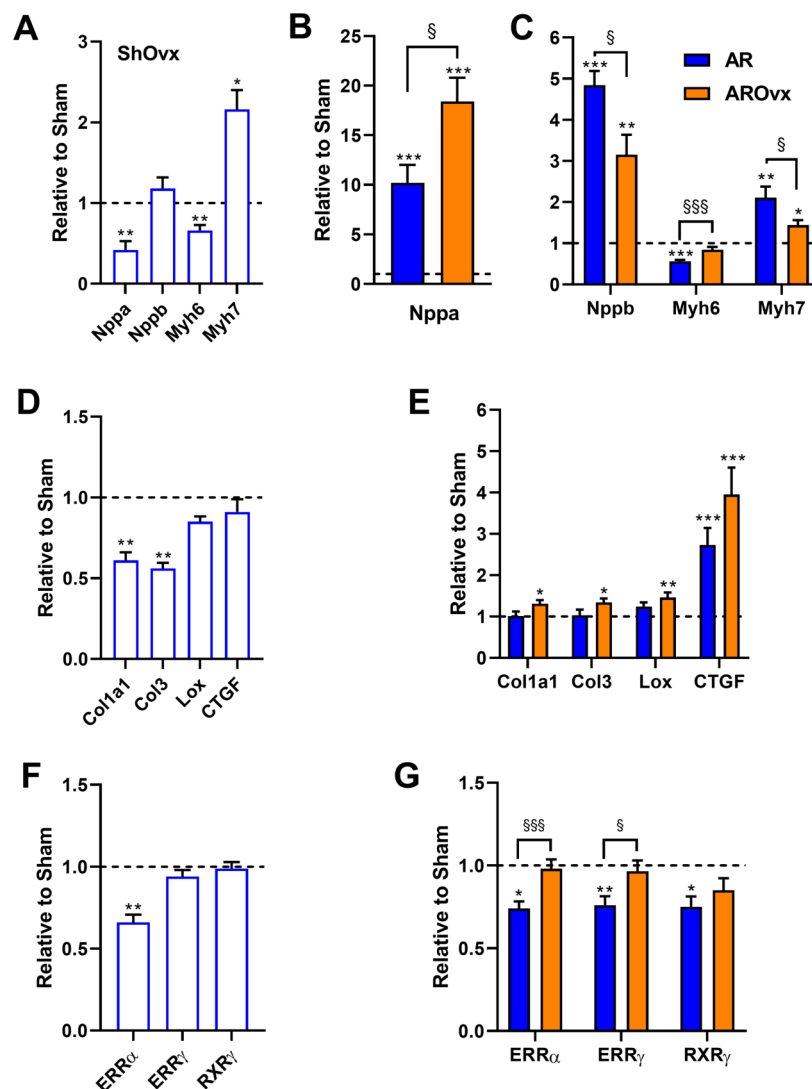 A
ShOvx
Relative to Sham
3
2
1
0
**
**
*
Nppa
Nppb
Myh6
Myh7
B
Relative to Sham
25
20
15
10
5
0
§
***
***
Nppa
C
AR
AROvx
6
5
4
3
2
1
0
***
§
**
§§§
***
§
**
*
Nppb
Myh6
Myh7
D
Relative to Sham
1.5
1.0
0.5
0.0
**
**
Col1a1
Col3
Lox
CTGF
E
Relative to Sham
6
5
4
3
2
1
0
*
*
**
***
***
Col1a1
Col3
Lox
CTGF
F
Relative to Sham
1.5
1.0
0.5
0.0
**
ERRα
ERRγ
RXRγ
G
Relative to Sham
1.5
1.0
0.5
0.0
§§§
§
*
**
*
ERRα
ERRγ
RXRγ